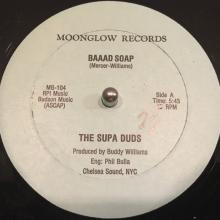 MOONGLOW RECORDS
BAAAD SOAP
(Mercer-Williams)
MG-104
RPI Music
Badson Music
(ASCAP)
Side A
Time: 5:45
RPM
THE SUPA DUDS
Produced by Buddy Williams
Eng: Phil Bulla
Chelsea Sound, NYC